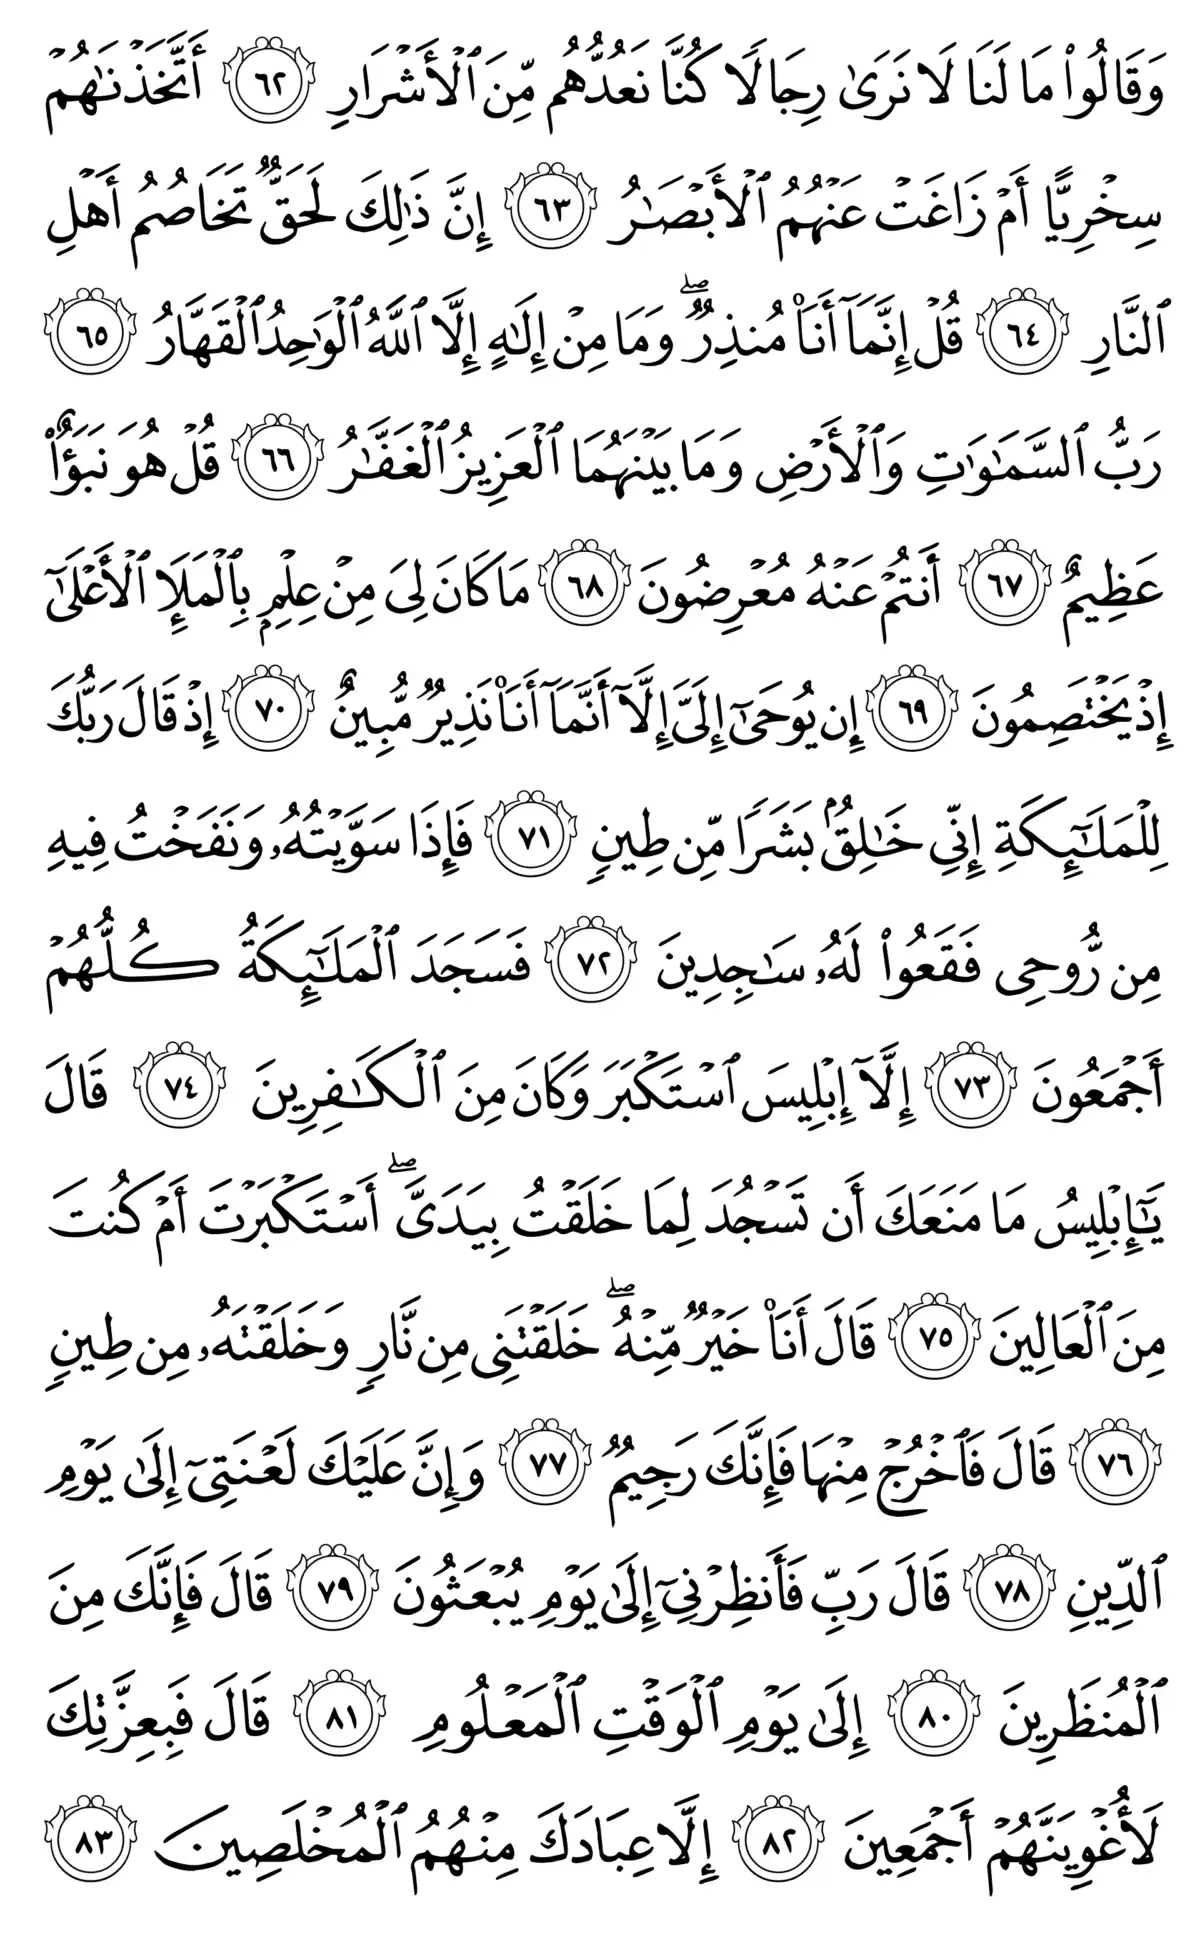 وَقَالُوا۟ مَا لَنَا لَا نَرَىٰ رِجَالًا كُنَّا نَعُدُّهُم مِّنَ ٱلْأَشْرَارِ ٦٢ أَتَّخَذْنَـٰهُمْ
سِخْرِيًّا أَمْ زَاغَتْ عَنْهُمُ ٱلْأَبْصَـٰرُ ٦٣ إِنَّ ذَٰلِكَ لَحَقٌّ تَخَاصُمُ أَهْلِ
ٱلنَّارِ ٦٤ قُلْ إِنَّمَآ أَنَا۠ مُنذِرٌ ۖ وَمَا مِنْ إِلَـٰهٍ إِلَّا ٱللَّهُ ٱلْوَٰحِدُ ٱلْقَهَّارُ ٦٥
رَبُّ ٱلسَّمَـٰوَٰتِ وَٱلْأَرْضِ وَمَا بَيْنَهُمَا ٱلْعَزِيزُ ٱلْغَفَّـٰرُ ٦٦ قُلْ هُوَ نَبَؤٌا۟
عَظِيمٌ ٦٧ أَنتُمْ عَنْهُ مُعْرِضُونَ ٦٨ مَا كَانَ لِىَ مِنْ عِلْمٍۭ بِٱلْمَلَإِ ٱلْأَعْلَىٰٓ
إِذْ يَخْتَصِمُونَ ٦٩ إِن يُوحَىٰٓ إِلَىَّ إِلَّآ أَنَّمَآ أَنَا۠ نَذِيرٌ مُّبِينٌ ٧٠ إِذْ قَالَ رَبُّكَ
لِلْمَلَـٰٓئِكَةِ إِنِّى خَـٰلِقٌۢ بَشَرًا مِّن طِينٍ ٧١ فَإِذَا سَوَّيْتُهُۥ وَنَفَخْتُ فِيهِ
مِن رُّوحِى فَقَعُوا۟ لَهُۥ سَـٰجِدِينَ ٧٢ فَسَجَدَ ٱلْمَلَـٰٓئِكَةُ كُلُّهُمْ
أَجْمَعُونَ ٧٣ إِلَّآ إِبْلِيسَ ٱسْتَكْبَرَ وَكَانَ مِنَ ٱلْكَـٰفِرِينَ ٧٤ قَالَ
يَـٰٓإِبْلِيسُ مَا مَنَعَكَ أَن تَسْجُدَ لِمَا خَلَقْتُ بِيَدَىَّ ۖ أَسْتَكْبَرْتَ أَمْ كُنتَ
مِنَ ٱلْعَالِينَ ٧٥ قَالَ أَنَا۠ خَيْرٌ مِّنْهُ ۖ خَلَقْتَنِى مِن نَّارٍ وَخَلَقْتَهُۥ مِن طِينٍ
٧٦ قَالَ فَٱخْرُجْ مِنْهَا فَإِنَّكَ رَجِيمٌ ٧٧ وَإِنَّ عَلَيْكَ لَعْنَتِىٓ إِلَىٰ يَوْمِ
ٱلدِّينِ ٧٨ قَالَ رَبِّ فَأَنظِرْنِىٓ إِلَىٰ يَوْمِ يُبْعَثُونَ ٧٩ قَالَ فَإِنَّكَ مِنَ
ٱلْمُنظَرِينَ ٨٠ إِلَىٰ يَوْمِ ٱلْوَقْتِ ٱلْمَعْلُومِ ٨١ قَالَ فَبِعِزَّتِكَ
لَأُغْوِيَنَّهُمْ أَجْمَعِينَ ٨٢ إِلَّا عِبَادَكَ مِنْهُمُ ٱلْمُخْلَصِينَ ٨٣